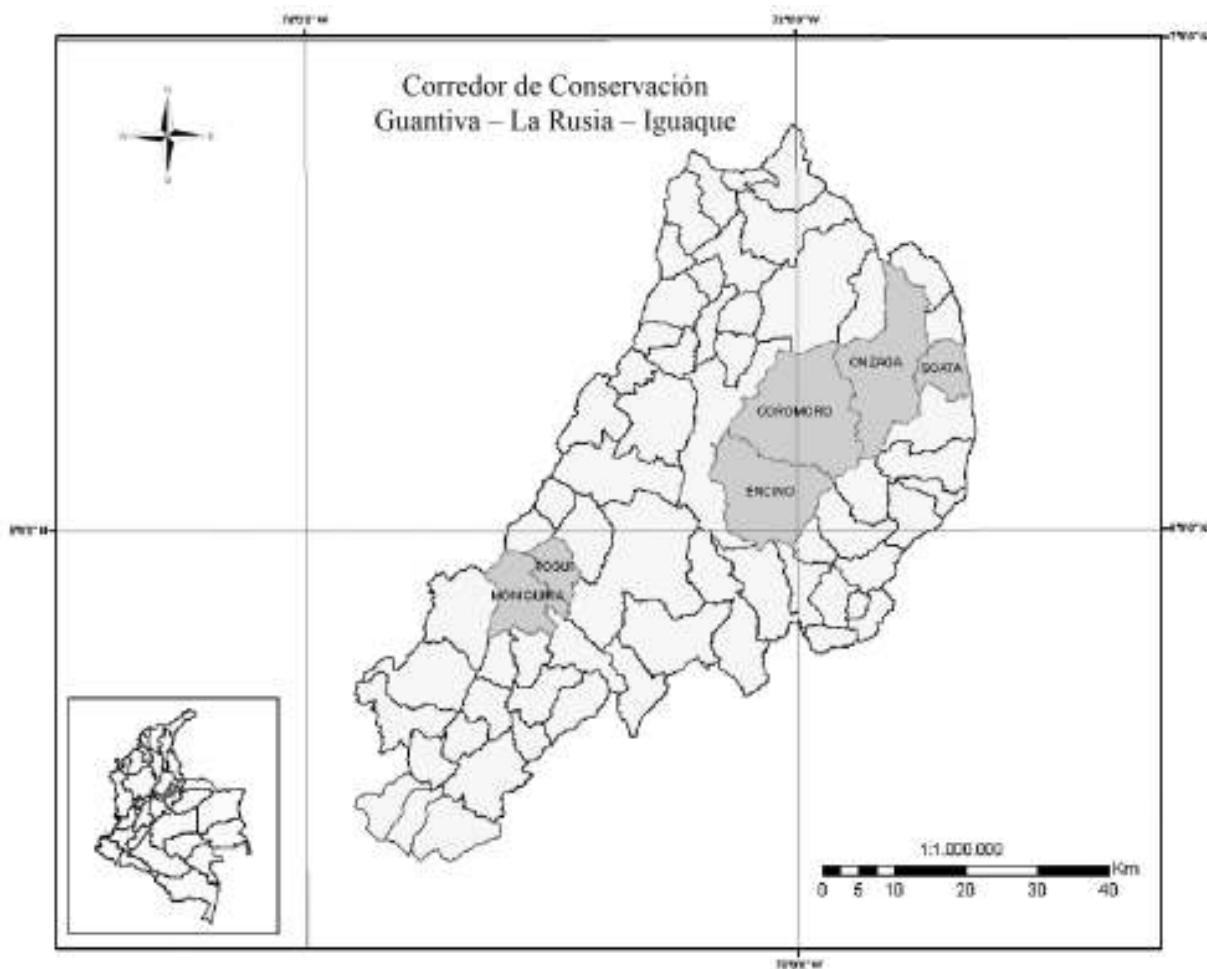 Corredor de Conservación
Guantiva – La Rusia – Iguaque
N
W
E
S
ONZAGA
SOATA
COROMORO
ENCINO
TOGUI
MONIQUIRA
1:1.000.000
Km
0 5 10 20 30 40